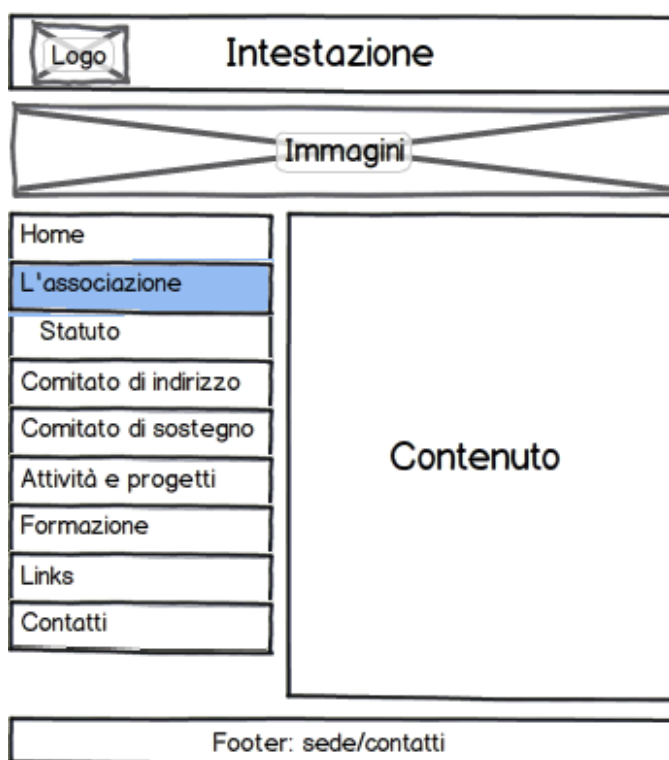 Logo
Intestazione
Immagini
Home
L'associazione
Statuto
Comitato di indirizzo
Comitato di sostegno
Attività e progetti
Formazione
Links
Contatti
Contenuto
Footer: sede/contatti